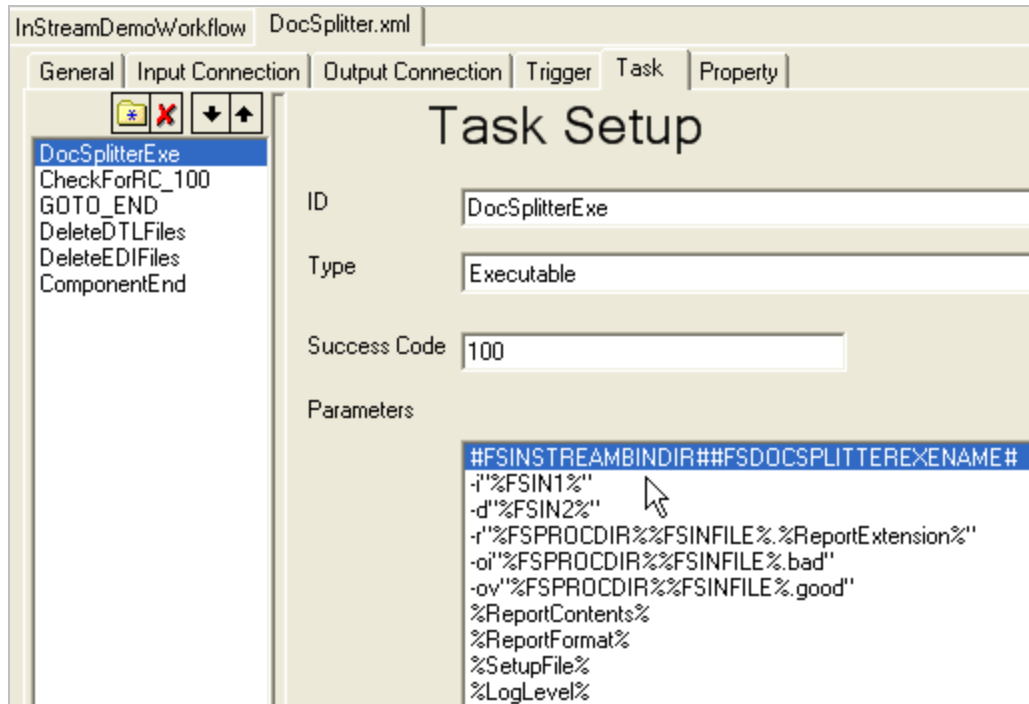 InStreamDemoWorkflow DocSplitter.xml
General Input Connection Output Connection Trigger Task Property
Task Setup
DocSplitterExe
CheckForRC_100
GOTO_END
DeleteDTLFiles
DeleteEDIFiles
ComponentEnd
ID DocSplitterExe
Type Executable
Success Code 100
Parameters
#FSINSTREAMBINDIR##FSDOCSPLITTEREXENAME#
-i"%FSIN1%"
-d"%FSIN2%"
-r"%FSPROCDIR%%FSINFILE%.%ReportExtension%"
-oi"%FSPROCDIR%%FSINFILE%.bad"
-ov"%FSPROCDIR%%FSINFILE%.good"
%ReportContents%
%ReportFormat%
%SetupFile%
%LogLevel%